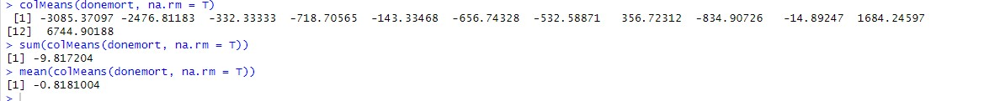 > colMeans(donemort, na.rm = T)
[1] -3085.37097 -2476.81183 -332.33333 -718.70565 -143.33468 -656.74328 -532.58871 356.72312 -834.90726 -14.89247 1684.24597
[12] 6744.90188
> sum(colMeans(donemort, na.rm = T))
[1] -9.817204
> mean(colMeans(donemort, na.rm = T))
[1] -0.8181004
>